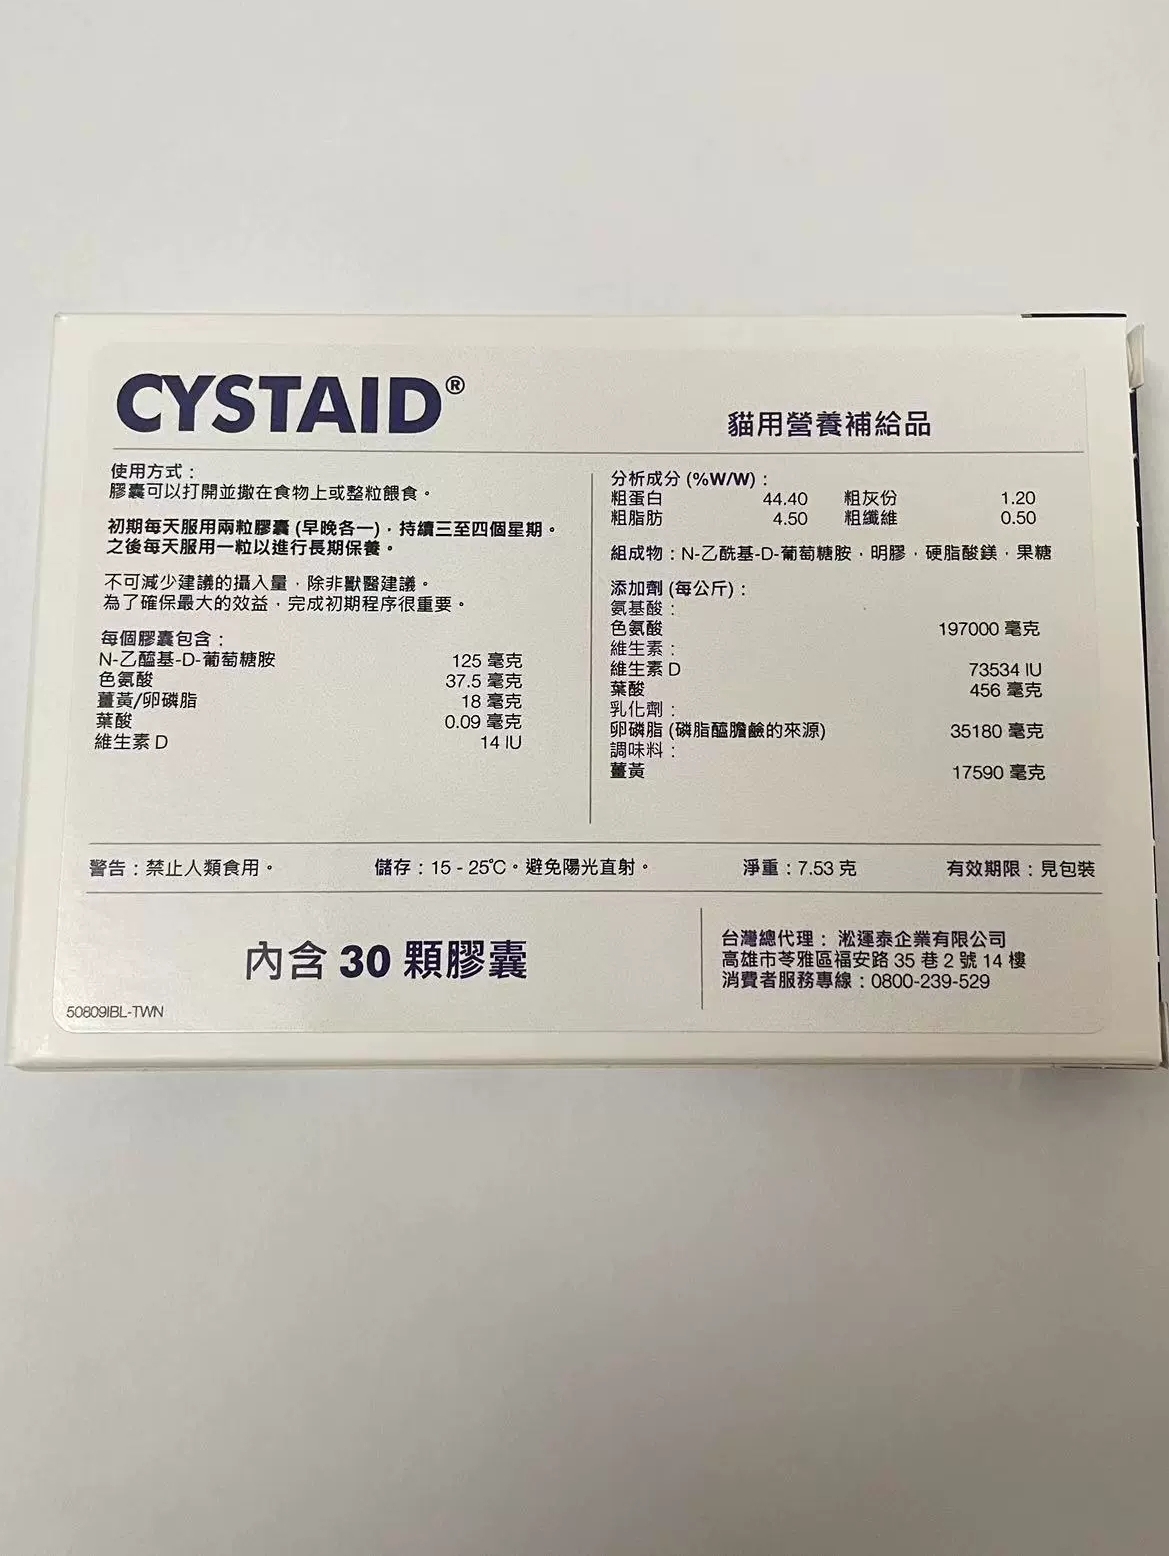 CYSTAID®
貓用營養補給品
使用方式：
膠囊可以打開並撒在食物上或整粒餵食。
初期每天服用兩粒膠囊 (早晚各一)，持續三至四個星期。
之後每天服用一粒以進行長期保養。
不可減少建議的攝入量，除非獸醫建議。
為了確保最大的效益，完成初期程序很重要。
每個膠囊包含：
N-乙醯基-D-葡萄糖胺 125 毫克
色氨酸 37.5 毫克
薑黃/卵磷脂 18 毫克
葉酸 0.09 毫克
維生素 D 14 IU
分析成分 (%W/W)：
粗蛋白 44.40 粗灰份 1.20
粗脂肪 4.50 粗纖維 0.50
組成物：N-乙酰基-D-葡萄糖胺，明膠，硬脂酸鎂，果糖
添加劑 (每公斤)：
氨基酸：
色氨酸 197000 毫克
維生素：
維生素 D 73534 IU
葉酸 456 毫克
乳化劑：
卵磷脂 (磷脂醯膽鹼的來源) 35180 毫克
調味料：
薑黃 17590 毫克
警告：禁止人類食用。 儲存：15 - 25℃。避免陽光直射。 淨重：7.53 克 有效期限：見包裝
內含 30 顆膠囊
50809IBL-TWN
台灣總代理： 淞運泰企業有限公司
高雄市苓雅區福安路 35 巷 2 號 14 樓
消費者服務專線：0800-239-529